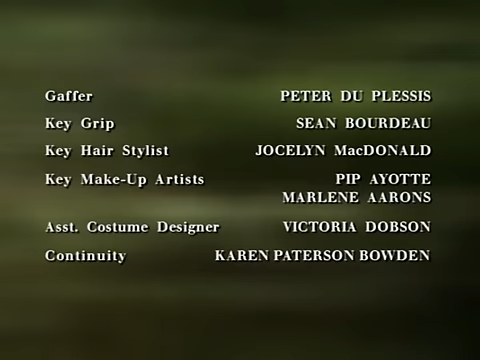 Gaffer PETER DU PLESSIS
Key Grip SEAN BOURDEAU
Key Hair Stylist JOCELYN MacDONALD
Key Make-Up Artists PIP AYOTTE
MARLENE AARONS
Asst. Costume Designer VICTORIA DOBSON
Continuity KAREN PATERSON BOWDEN